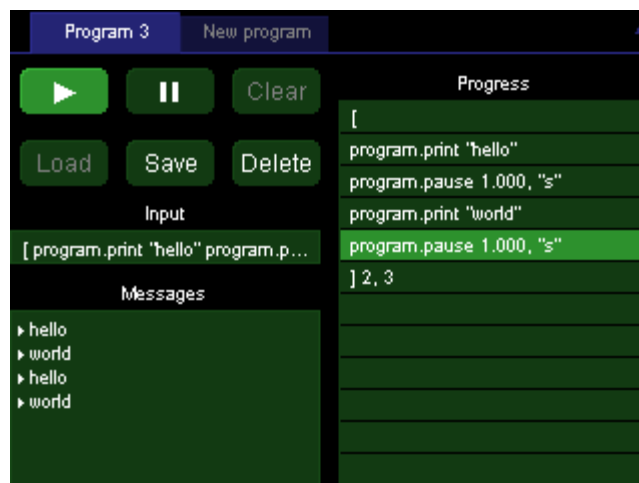 Program 3
New program
Clear
Load
Save
Delete
Input
[ program.print "hello" program.p...
Messages
hello
world
hello
world
Progress
[
program.print "hello"
program.pause 1.000, "s"
program.print "world"
program.pause 1.000, "s"
] 2, 3